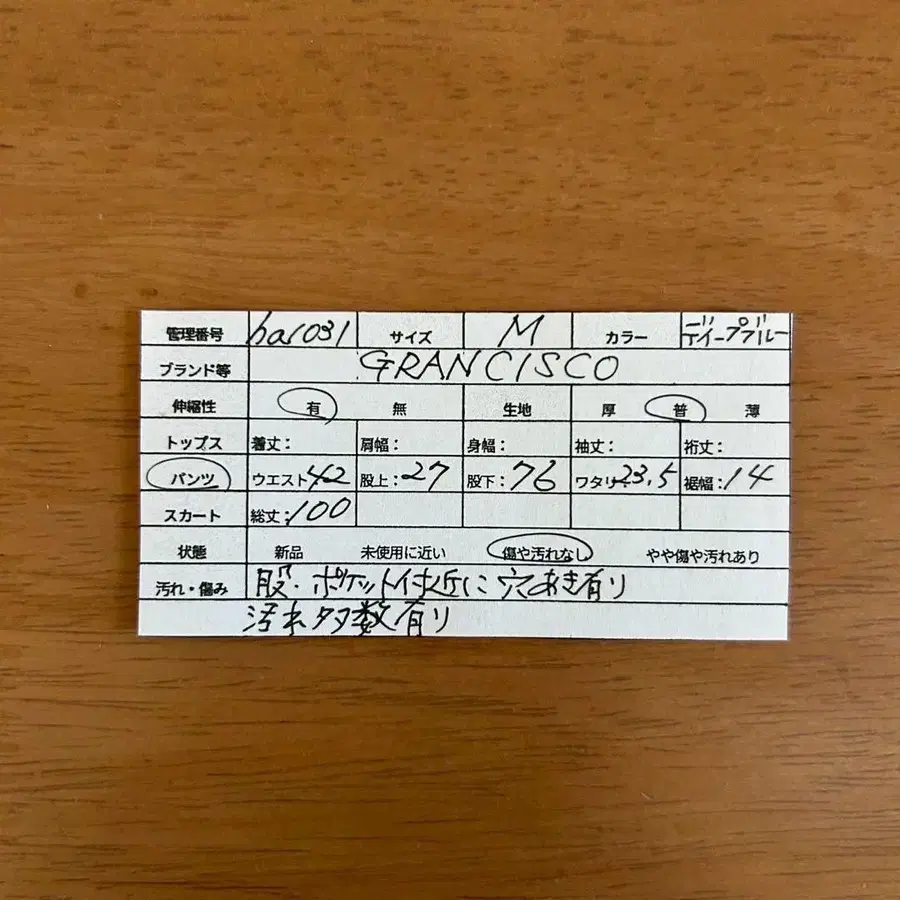 管理番号 har031 サイズ M カラー ディープブルー
ブランド等 GRANCISCO
伸縮性 有 無 生地 厚 普 薄
トップス 着丈: 肩幅: 身幅: 袖丈: 裄丈:
パンツ ウエスト:42 股上:27 股下:76 ワタリ:23.5 裾幅:14
スカート 総丈:100
状態 新品 未使用に近い 傷や汚れなし やや傷や汚れあり
汚れ・傷み 股・ポケット付近に穴あき有り
汚れ多数有り